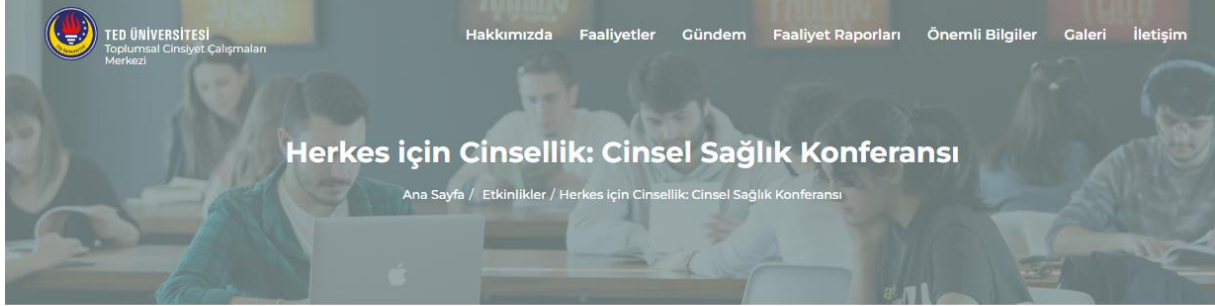 TED ÜNİVERSİTESİ
Toplumsal Cinsiyet Çalışmaları
Merkezi
Hakkımızda Faaliyetler Gündem Faaliyet Raporları Önemli Bilgiler Galeri İletişim
Herkes için Cinsellik: Cinsel Sağlık Konferansı
Ana Sayfa / Etkinlikler / Herkes için Cinsellik: Cinsel Sağlık Konferansı